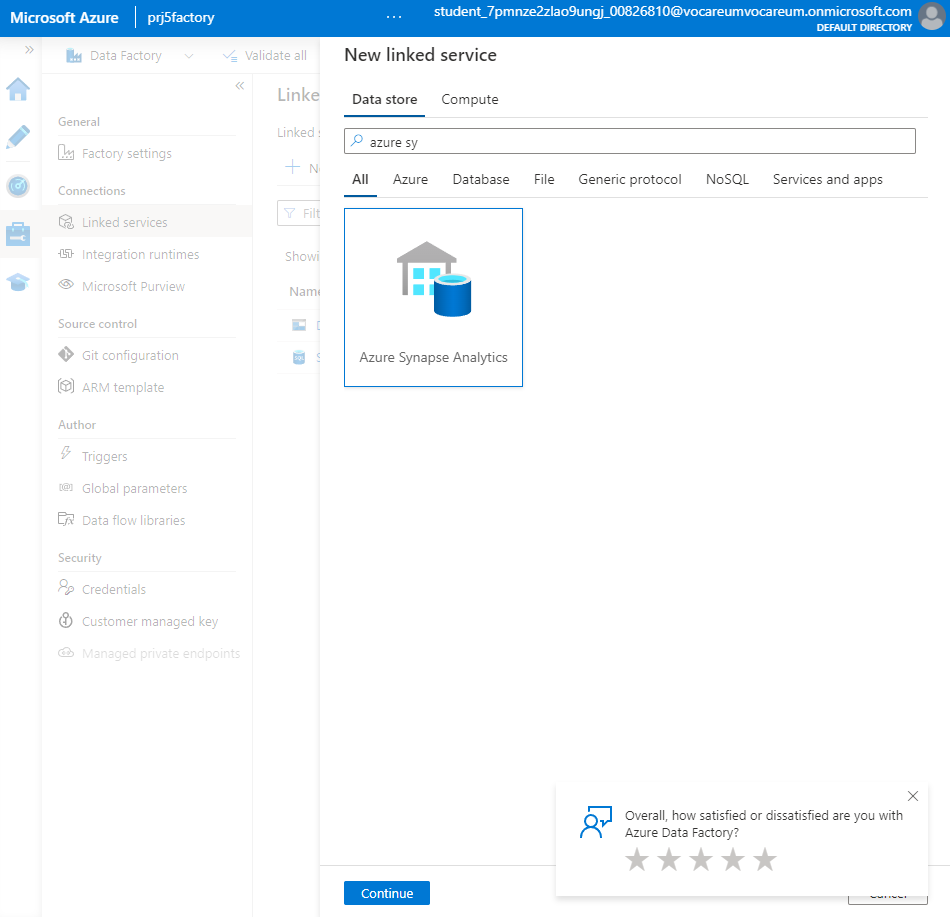 Microsoft Azure prj5factory ... student_7pmnze2zlao9ungj_00826810@vocareumvocareum.onmicrosoft.com
DEFAULT DIRECTORY
Data Factory Validate all
General
Factory settings
Connections
Linked services
Integration runtimes
Microsoft Purview
Source control
Git configuration
ARM template
Author
Triggers
Global parameters
Data flow libraries
Security
Credentials
Customer managed key
Managed private endpoints
Linke
Linked s
N
Filt
Showi
Name
SQL
New linked service
Data store Compute
azure sy
All Azure Database File Generic protocol NoSQL Services and apps
Azure Synapse Analytics
Overall, how satisfied or dissatisfied are you with
Azure Data Factory?
Continue Cancel